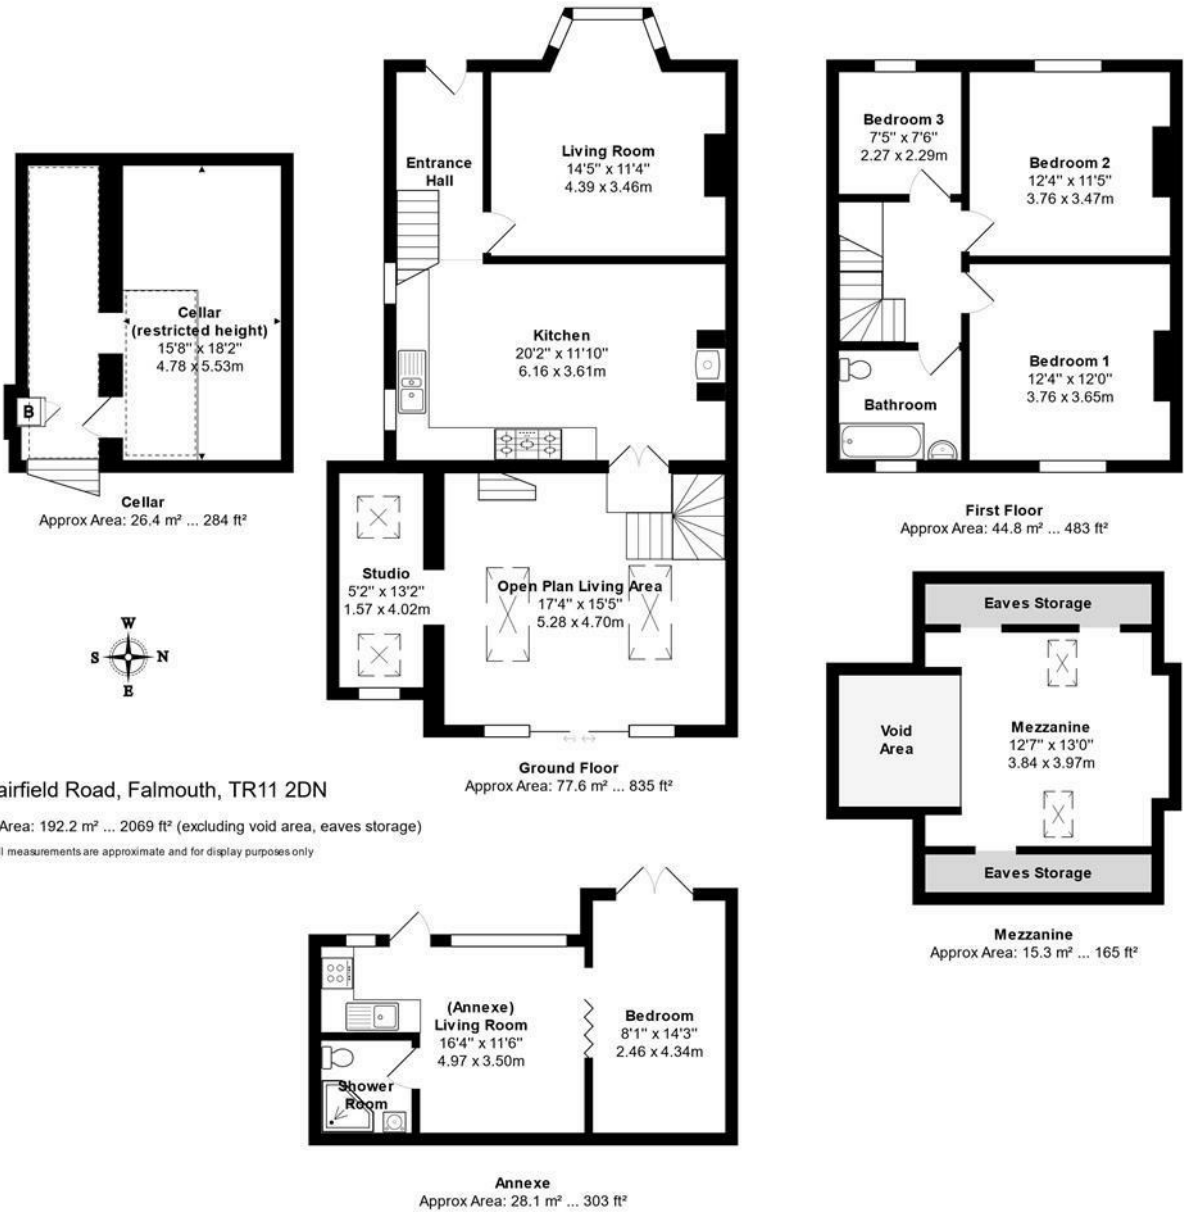 Living Room
14'5" x 11'4"
4.39 x 3.46m
Entrance
Hall
Kitchen
20'2" x 11'10"
6.16 x 3.61m
Studio
5'2" x 13'2"
1.57 x 4.02m
Open Plan Living Area
17'4" x 15'5"
5.28 x 4.70m
Ground Floor
Approx Area: 77.6 m² ... 835 ft²
Cellar
(restricted height)
15'8" x 18'2"
4.78 x 5.53m
B
Cellar
Approx Area: 26.4 m² ... 284 ft²
Bedroom 3
7'5" x 7'6"
2.27 x 2.29m
Bedroom 2
12'4" x 11'5"
3.76 x 3.47m
Bedroom 1
12'4" x 12'0"
3.76 x 3.65m
Bathroom
First Floor
Approx Area: 44.8 m² ... 483 ft²
W
S
N
E
Eaves Storage
Void
Area
Mezzanine
12'7" x 13'0"
3.84 x 3.97m
Eaves Storage
Mezzanine
Approx Area: 15.3 m² ... 165 ft²
airfield Road, Falmouth, TR11 2DN
Area: 192.2 m² ... 2069 ft² (excluding void area, eaves storage)
ll measurements are approximate and for display purposes only
(Annexe)
Living Room
16'4" x 11'6"
4.97 x 3.50m
Bedroom
8'1" x 14'3"
2.46 x 4.34m
Shower
Room
Annexe
Approx Area: 28.1 m² ... 303 ft²